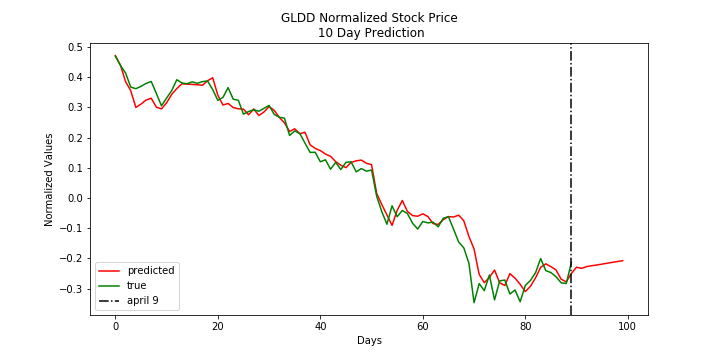 GLDD Normalized Stock Price
10 Day Prediction
Normalized Values
0.5
0.4
0.3
0.2
0.1
0.0
−0.1
−0.2
−0.3
predicted
true
april 9
0 20 40 60 80 100
Days